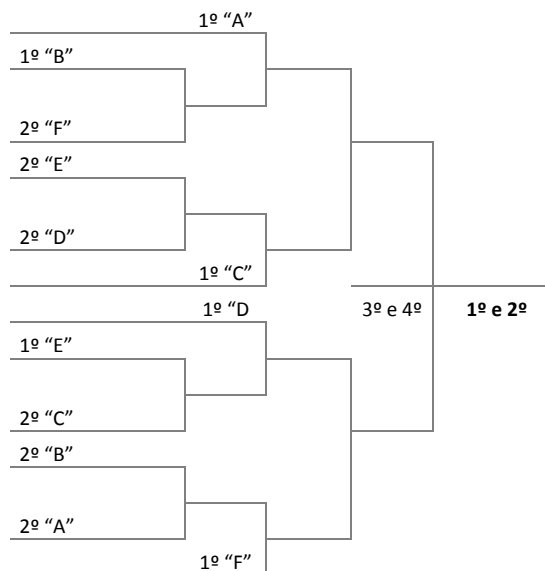 1º “A”
1º “B”
2º “F”
2º “E”
2º “D”
1º “C”
1º “D
3º e 4º
1º e 2º
1º “E”
2º “C”
2º “B”
2º “A”
1º “F”